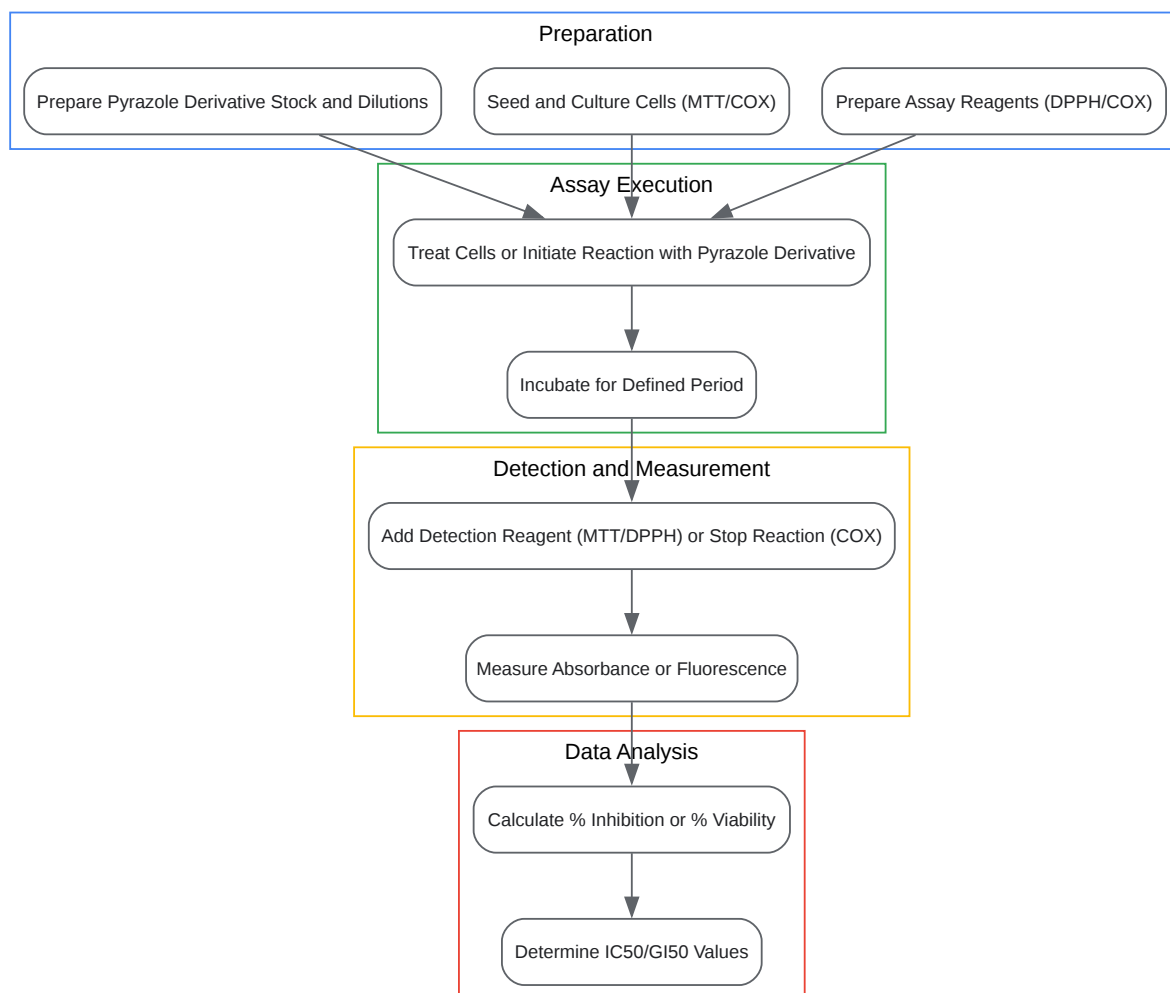 Preparation
Prepare Pyrazole Derivative Stock and Dilutions
Seed and Culture Cells (MTT/COX)
Prepare Assay Reagents (DPPH/COX)
Assay Execution
Treat Cells or Initiate Reaction with Pyrazole Derivative
Incubate for Defined Period
Detection and Measurement
Add Detection Reagent (MTT/DPPH) or Stop Reaction (COX)
Measure Absorbance or Fluorescence
Data Analysis
Calculate % Inhibition or % Viability
Determine IC50/GI50 Values